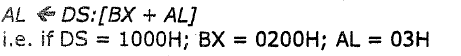 AL ← DS:[BX + AL]
i.e. if DS = 1000H; BX = 0200H; AL = 03H